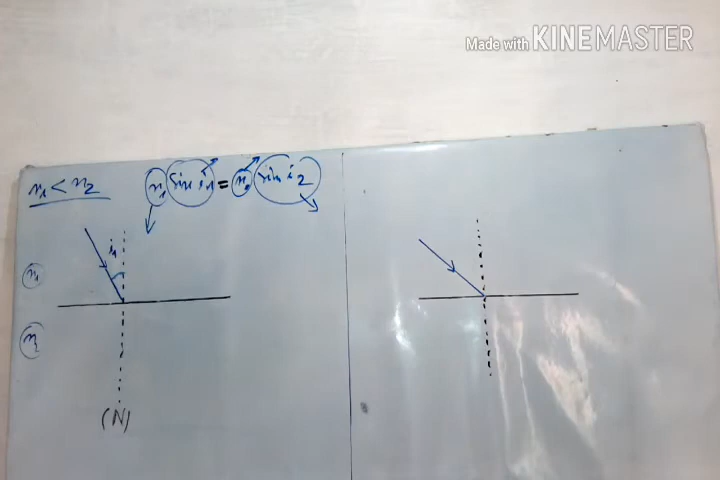 Made with KINEMASTER
n₁ < n₂ n₁ sin i₁ = n₂ sin i₂
i₁
n₁
n₂
(N)